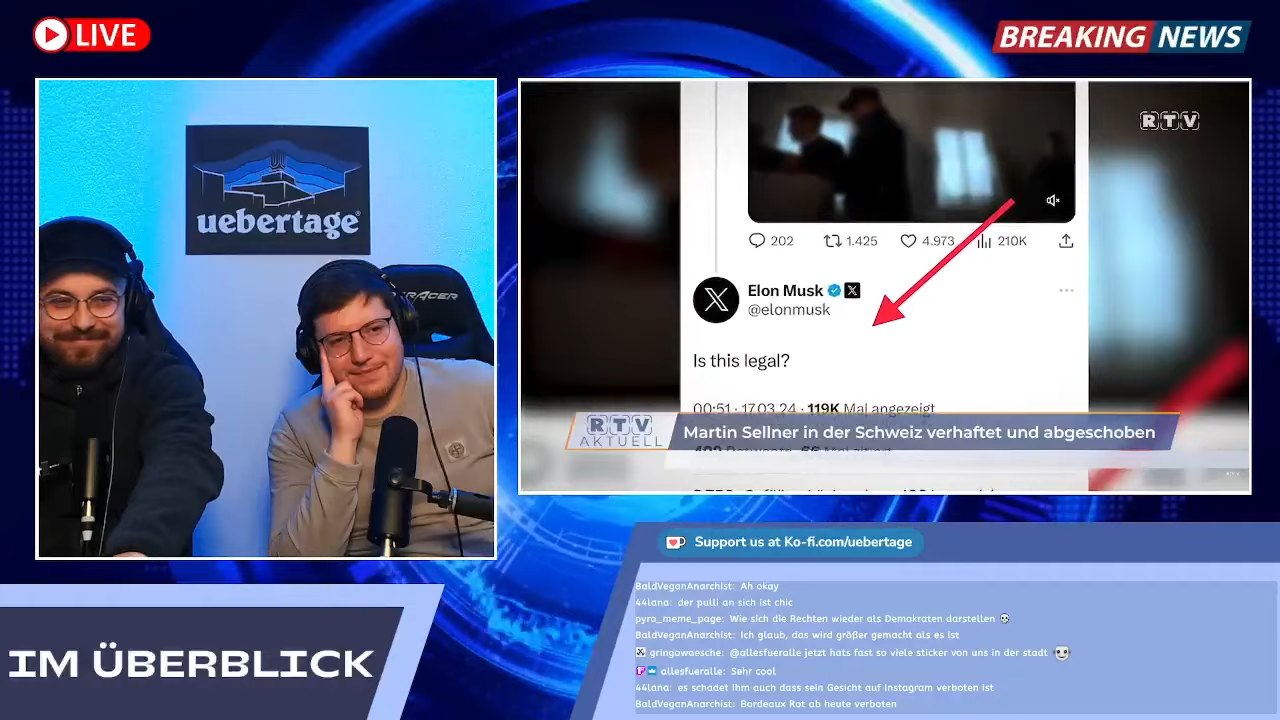 LIVE
BREAKING NEWS
uebertage®
RACER
RTV
202
1.425
4.973
210K
Elon Musk
@elonmusk
Is this legal?
00:51 · 17.03.24 · 119K Mal angezeigt
RTV
AKTUELL
Martin Sellner in der Schweiz verhaftet und abgeschoben
Support us at Ko-fi.com/uebertage
BaldVeganAnarchist: Ah okay
44lana: der pulli an sich ist chic
pyro_meme_page: Wie sich die Rechten wieder als Demokraten darstellen
BaldVeganAnarchist: Ich glaub, das wird größer gemacht als es ist
gringowaesche: @allesfueralle jetzt hats fast so viele sticker von uns in der stadt
allesfueralle: Sehr cool
44lana: es schadet ihm auch dass sein Gesicht auf Instagram verboten ist
BaldVeganAnarchist: Bordeaux Rot ab heute verboten
IM ÜBERBLICK